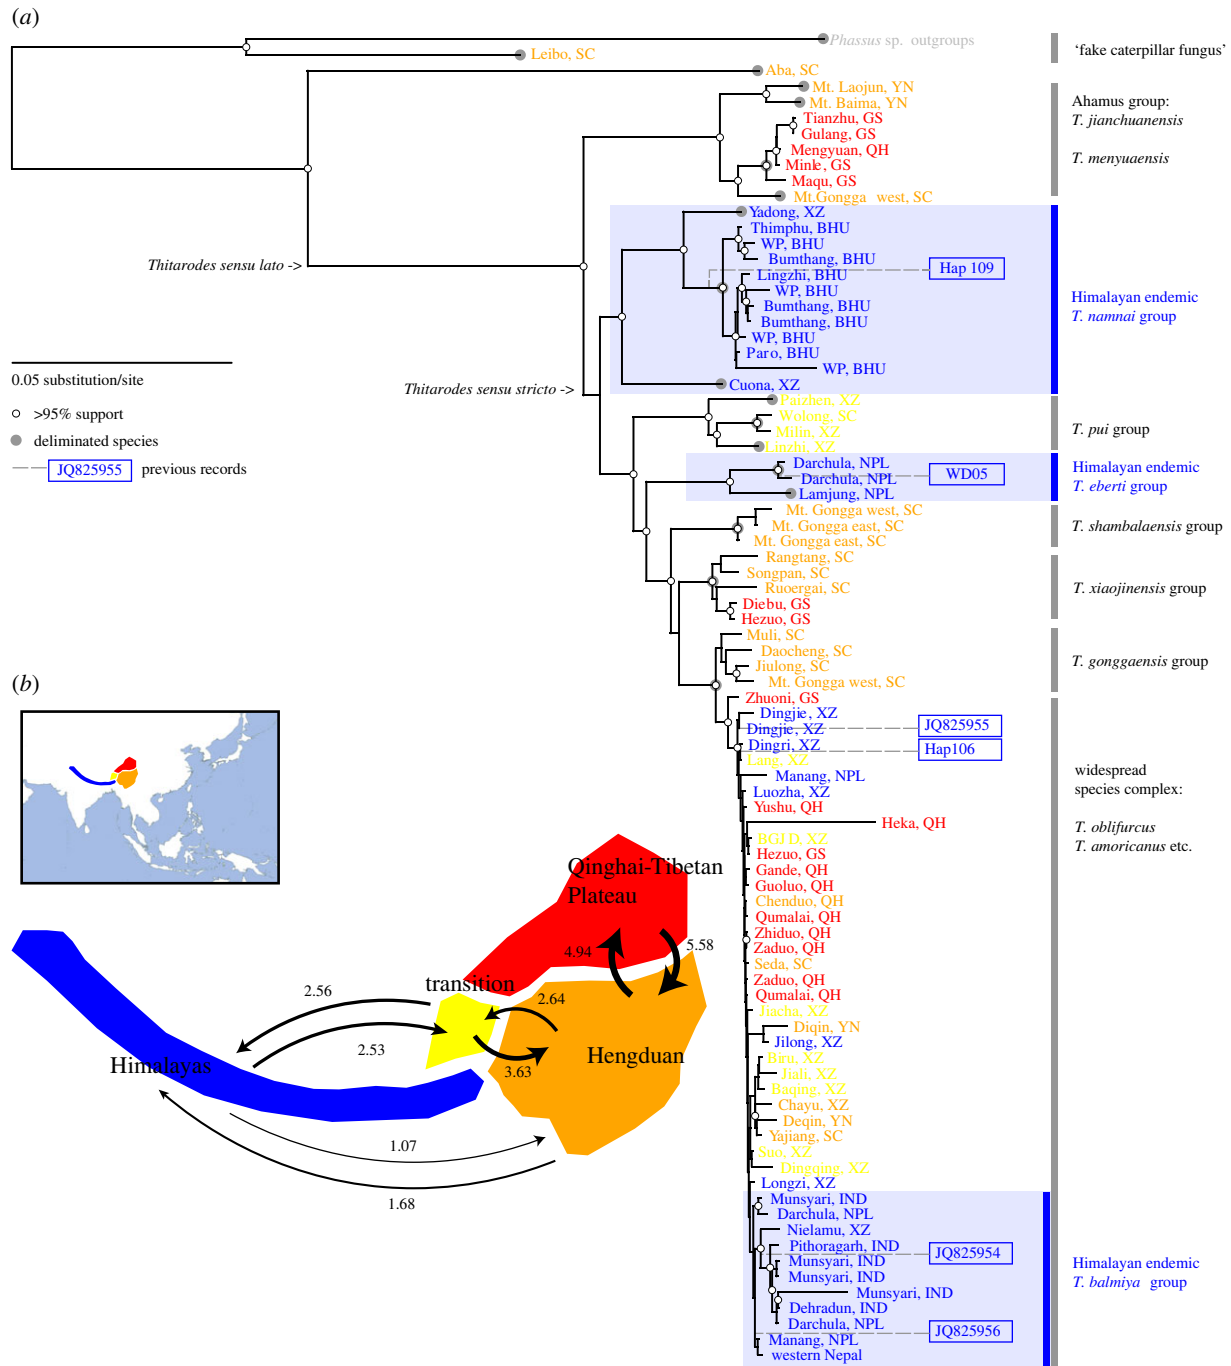 (a)
Phassus sp. outgroups
Leibo, SC
'fake caterpillar fungus'
Aba, SC
Mt. Laojun, YN
Mt. Baima, YN
Tianzhu, GS
Gulang, GS
Mengyuan, QH
Minle, GS
Maqu, GS
Mt.Gongga west, SC
Ahamus group:
T. jianchuanensis
T. menyuaensis
Thitarodes sensu lato ->
Yadong, XZ
Thimphu, BHU
WP, BHU
Bumthang, BHU
Hap 109
Lingzhi, BHU
WP, BHU
Bumthang, BHU
Bumthang, BHU
WP, BHU
Paro, BHU
WP, BHU
Cuona, XZ
Himalayan endemic
T. namnai group
0.05 substitution/site
>95% support
deliminated species
JQ825955 previous records
Thitarodes sensu stricto ->
Paizhen, XZ
Wolong, SC
Milin, XZ
Linzhi, XZ
T. pui group
Darchula, NPL
Darchula, NPL
WD05
Lamjung, NPL
Himalayan endemic
T. eberti group
Mt. Gongga west, SC
Mt. Gongga east, SC
Mt. Gongga east, SC
T. shambalaensis group
Rangtang, SC
Songpan, SC
Ruoergai, SC
Diebu, GS
Hezuo, GS
T. xiaojinensis group
Muli, SC
Daocheng, SC
Jiulong, SC
Mt. Gongga west, SC
T. gonggaensis group
Zhuoni, GS
Dingjie, XZ
Dingjie, XZ
JQ825955
Dingri, XZ
Hap106
Lang, XZ
Manang, NPL
Luozha, XZ
Yushu, QH
Heka, QH
BGI D, XZ
Hezuo, GS
Gande, QH
Guoluo, QH
Chenduo, QH
Qumalai, QH
Zhiduo, QH
Zaduo, QH
Seda, SC
Zaduo, QH
Qumalai, QH
Jiacha, XZ
Diqin, YN
Jilong, XZ
Biru, XZ
Jiali, XZ
Baqing, XZ
Chayu, XZ
Deqin, YN
Yajiang, SC
Suo, XZ
Dingqing, XZ
Longzi, XZ
widespread
species complex:
T. oblifurcus
T. amoricanus etc.
Munsyari, IND
Darchula, NPL
Nielamu, XZ
Pithoragarh, IND
JQ825954
Munsyari, IND
Munsyari, IND
Munsyari, IND
Dehradun, IND
Darchula, NPL
JQ825956
Manang, NPL
western Nepal
Himalayan endemic
T. balmiya group
(b)
Qinghai-Tibetan
Plateau
4.94
5.58
transition
2.56
2.64
2.53
Himalayas
Hengduan
3.63
1.07
1.68